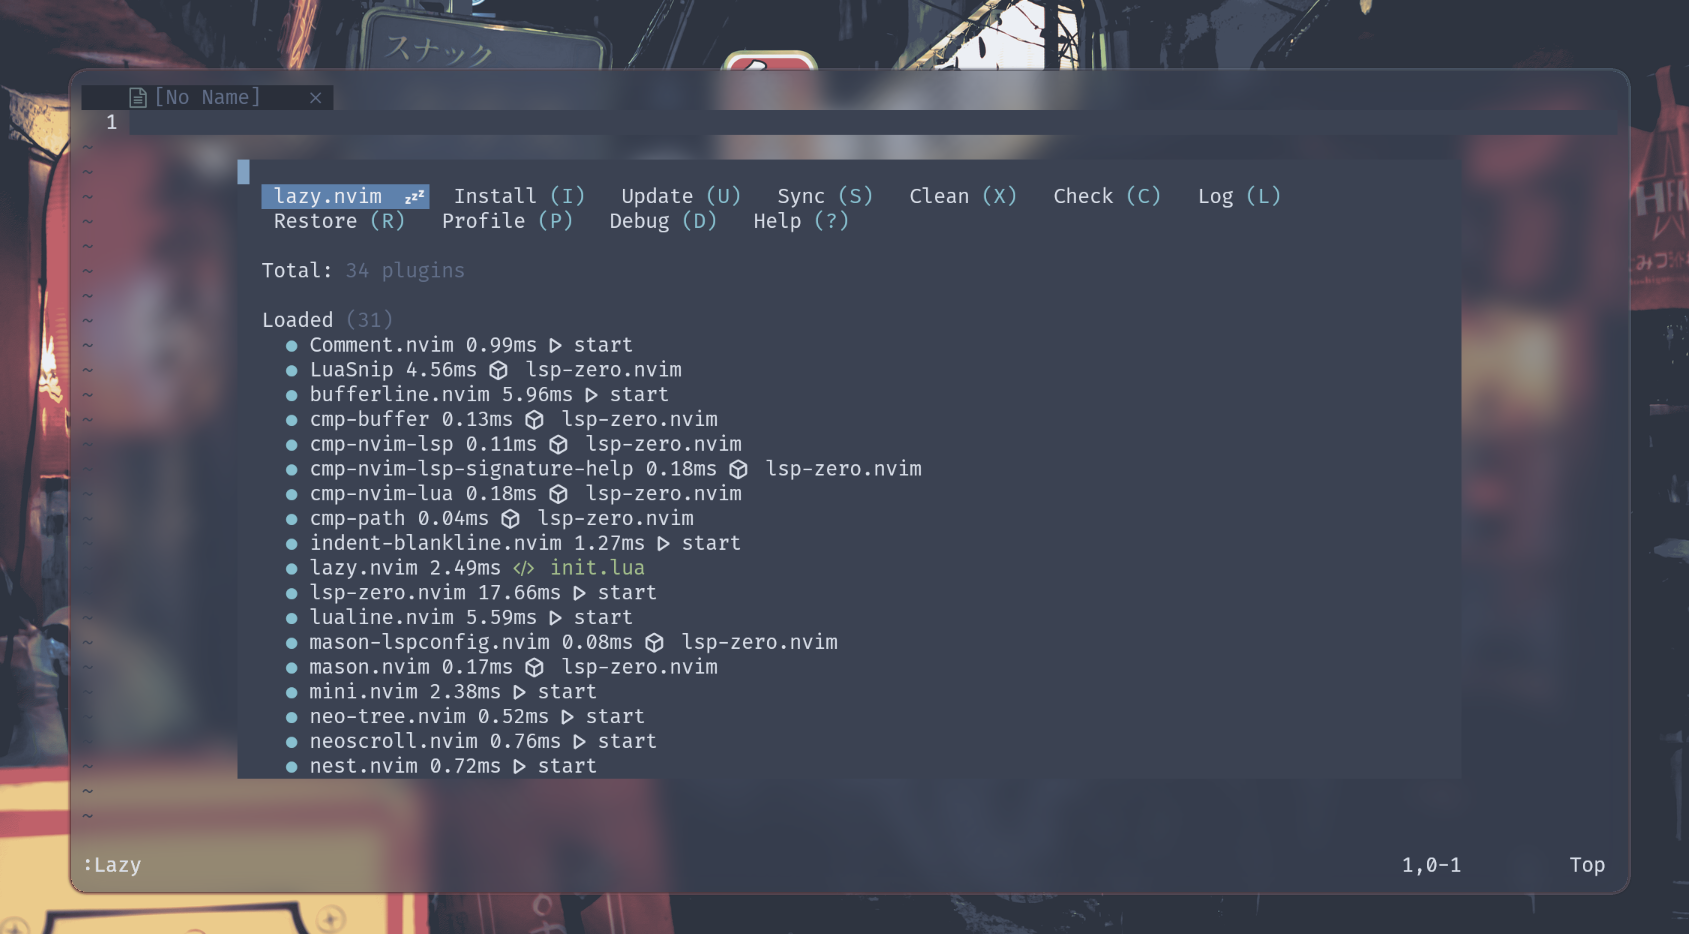 スナック
[No Name] ×
1
lazy.nvim zzz Install (I) Update (U) Sync (S) Clean (X) Check (C) Log (L)
Restore (R) Profile (P) Debug (D) Help (?)
Total: 34 plugins
Loaded (31)
● Comment.nvim 0.99ms ▷ start
● LuaSnip 4.56ms lsp-zero.nvim
● bufferline.nvim 5.96ms ▷ start
● cmp-buffer 0.13ms lsp-zero.nvim
● cmp-nvim-lsp 0.11ms lsp-zero.nvim
● cmp-nvim-lsp-signature-help 0.18ms lsp-zero.nvim
● cmp-nvim-lua 0.18ms lsp-zero.nvim
● cmp-path 0.04ms lsp-zero.nvim
● indent-blankline.nvim 1.27ms ▷ start
● lazy.nvim 2.49ms </> init.lua
● lsp-zero.nvim 17.66ms ▷ start
● lualine.nvim 5.59ms ▷ start
● mason-lspconfig.nvim 0.08ms lsp-zero.nvim
● mason.nvim 0.17ms lsp-zero.nvim
● mini.nvim 2.38ms ▷ start
● neo-tree.nvim 0.52ms ▷ start
● neoscroll.nvim 0.76ms ▷ start
● nest.nvim 0.72ms ▷ start
:Lazy 1,0-1 Top